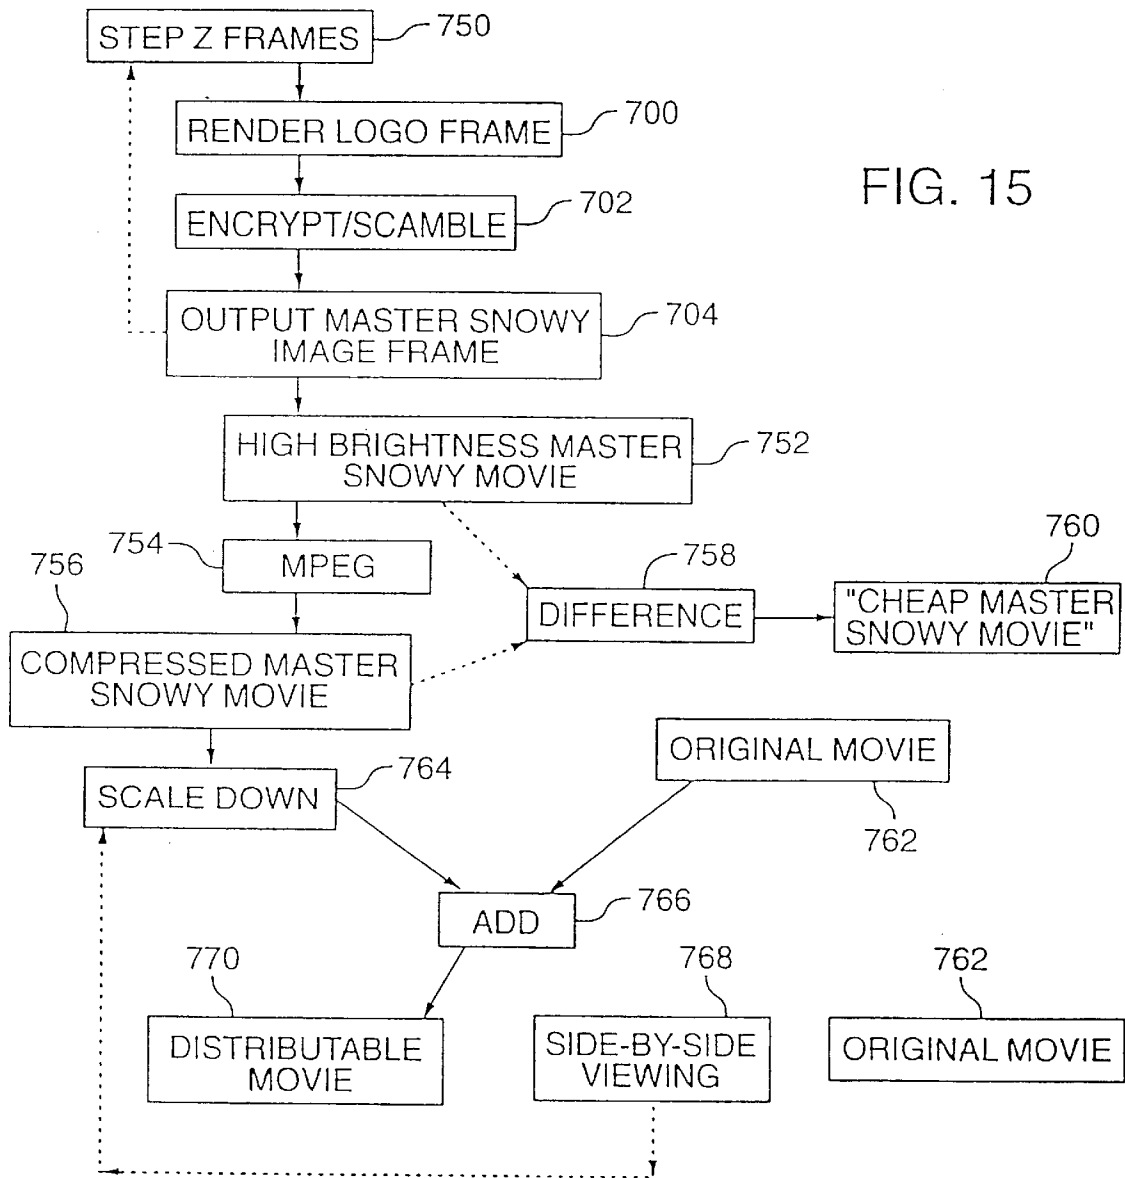 STEP Z FRAMES
750
RENDER LOGO FRAME
700
FIG. 15
ENCRYPT/SCAMBLE
702
OUTPUT MASTER SNOWY
IMAGE FRAME
704
HIGH BRIGHTNESS MASTER
SNOWY MOVIE
752
754
MPEG
756
COMPRESSED MASTER
SNOWY MOVIE
758
DIFFERENCE
760
"CHEAP MASTER
SNOWY MOVIE"
ORIGINAL MOVIE
762
764
SCALE DOWN
ADD
766
770
DISTRIBUTABLE
MOVIE
768
SIDE-BY-SIDE
VIEWING
762
ORIGINAL MOVIE